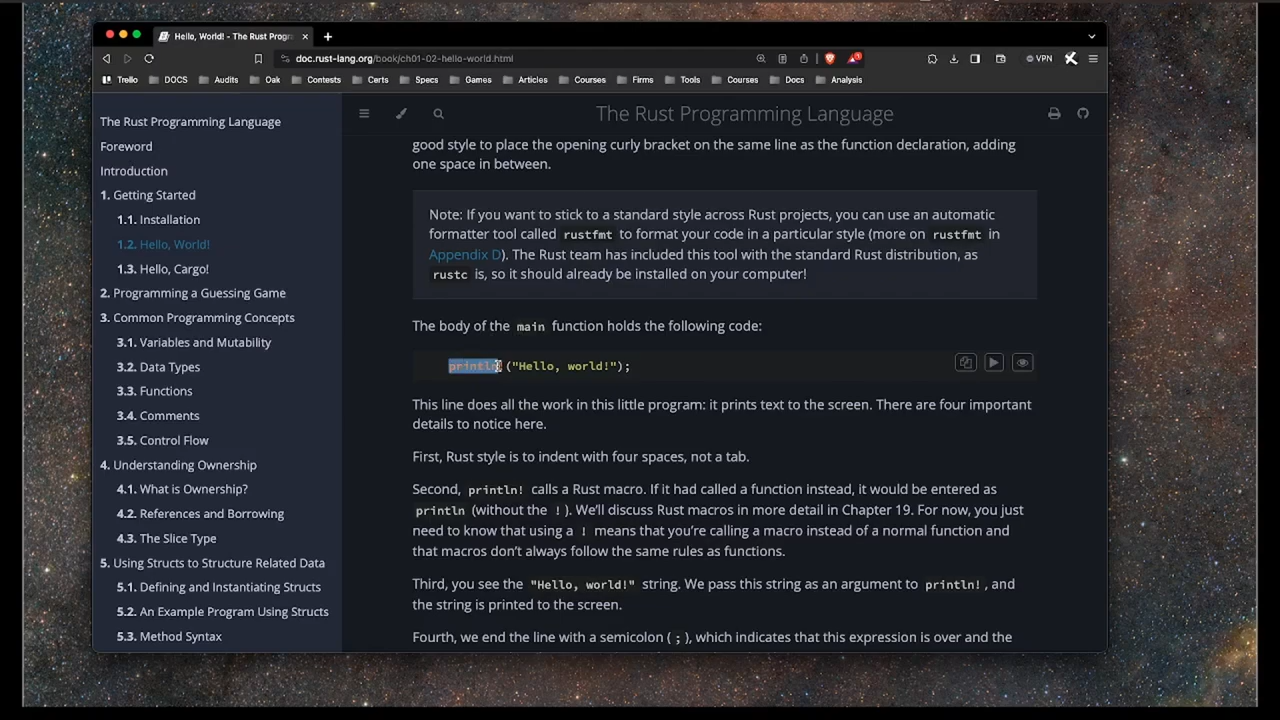 Hello, World! - The Rust Progr
doc.rust-lang.org/book/ch01-02-hello-world.html
VPN
Trello DOCS Audits Oak Contests Certs Specs Games Articles Courses Firms Tools Courses Docs Analysis
The Rust Programming Language
Foreword
Introduction
1. Getting Started
1.1. Installation
1.2. Hello, World!
1.3. Hello, Cargo!
2. Programming a Guessing Game
3. Common Programming Concepts
3.1. Variables and Mutability
3.2. Data Types
3.3. Functions
3.4. Comments
3.5. Control Flow
4. Understanding Ownership
4.1. What is Ownership?
4.2. References and Borrowing
4.3. The Slice Type
5. Using Structs to Structure Related Data
5.1. Defining and Instantiating Structs
5.2. An Example Program Using Structs
5.3. Method Syntax
The Rust Programming Language
good style to place the opening curly bracket on the same line as the function declaration, adding
one space in between.
Note: If you want to stick to a standard style across Rust projects, you can use an automatic
formatter tool called rustfmt to format your code in a particular style (more on rustfmt in
Appendix D). The Rust team has included this tool with the standard Rust distribution, as
rustc is, so it should already be installed on your computer!
The body of the main function holds the following code:
println!("Hello, world!");
This line does all the work in this little program: it prints text to the screen. There are four important
details to notice here.
First, Rust style is to indent with four spaces, not a tab.
Second, println! calls a Rust macro. If it had called a function instead, it would be entered as
println (without the !). We'll discuss Rust macros in more detail in Chapter 19. For now, you just
need to know that using a ! means that you're calling a macro instead of a normal function and
that macros don't always follow the same rules as functions.
Third, you see the "Hello, world!" string. We pass this string as an argument to println!, and
the string is printed to the screen.
Fourth, we end the line with a semicolon (;), which indicates that this expression is over and the